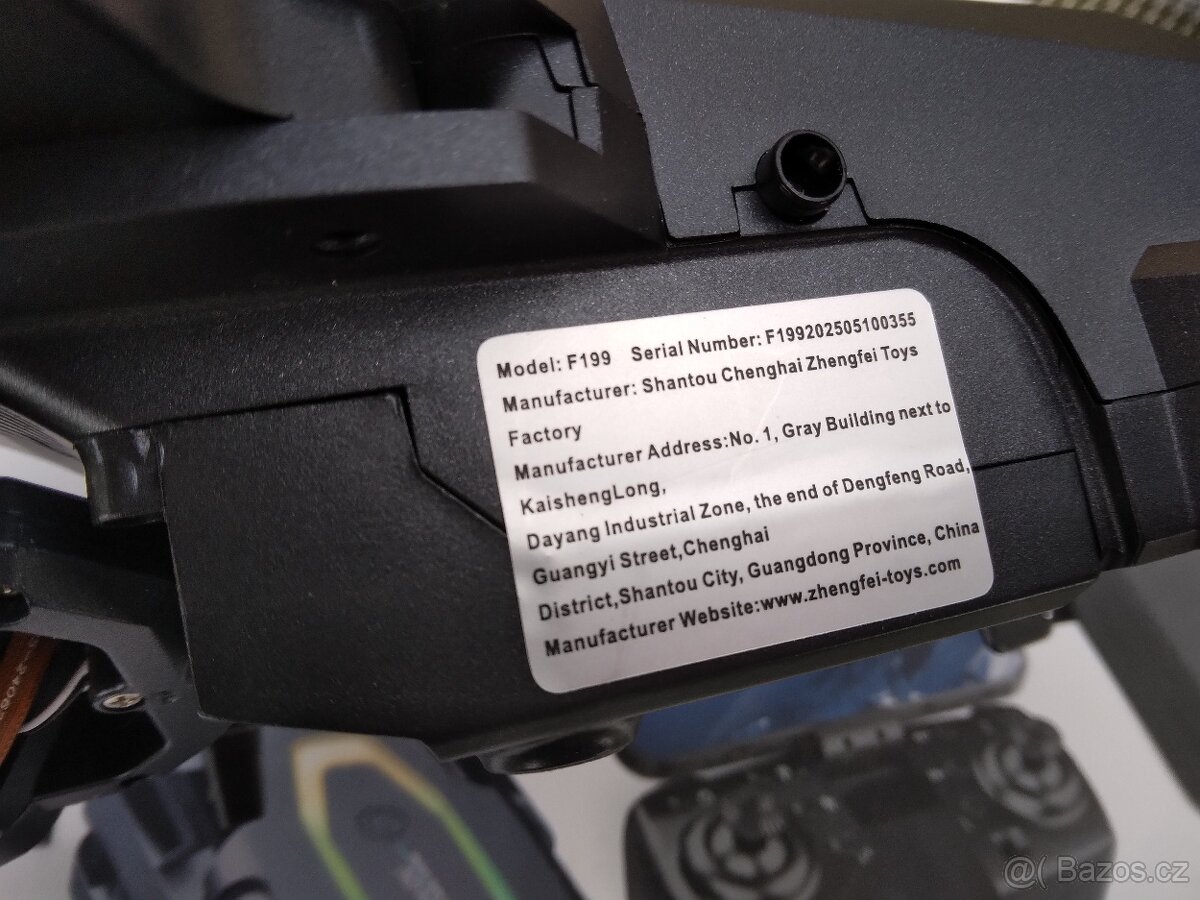 Model: F199 Serial Number: F199202505100355
Manufacturer: Shantou Chenghai Zhengfei Toys
Factory
Manufacturer Address:No. 1, Gray Building next to
KaishengLong,
Dayang Industrial Zone, the end of Dengfeng Road,
Guangyi Street,Chenghai
District,Shantou City, Guangdong Province, China
Manufacturer Website:www.zhengfei-toys.com
@( Bazos.cz